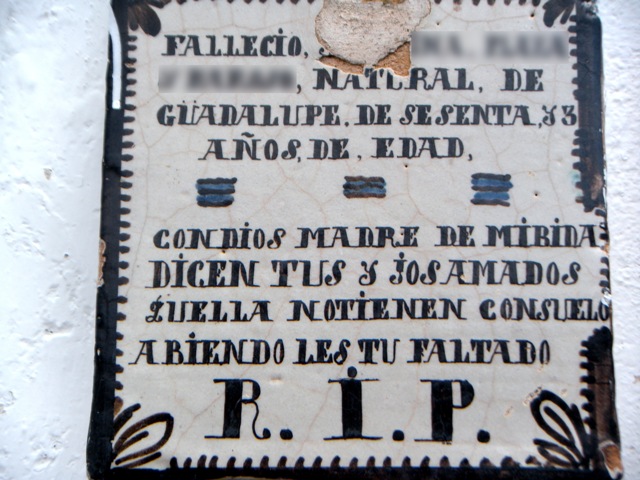 FALLECIO,
NATURAL, DE
GUADALUPE, DE SESENTA, Y 3
AÑOS, DE, EDAD,
CONDIOS MADRE DE MIBIDA
DICEN TUS Y JOSAMADOS
LUELLA NOTIENEN CONSUELO
ABIENDO LES TU FALTADO
R. I. P.